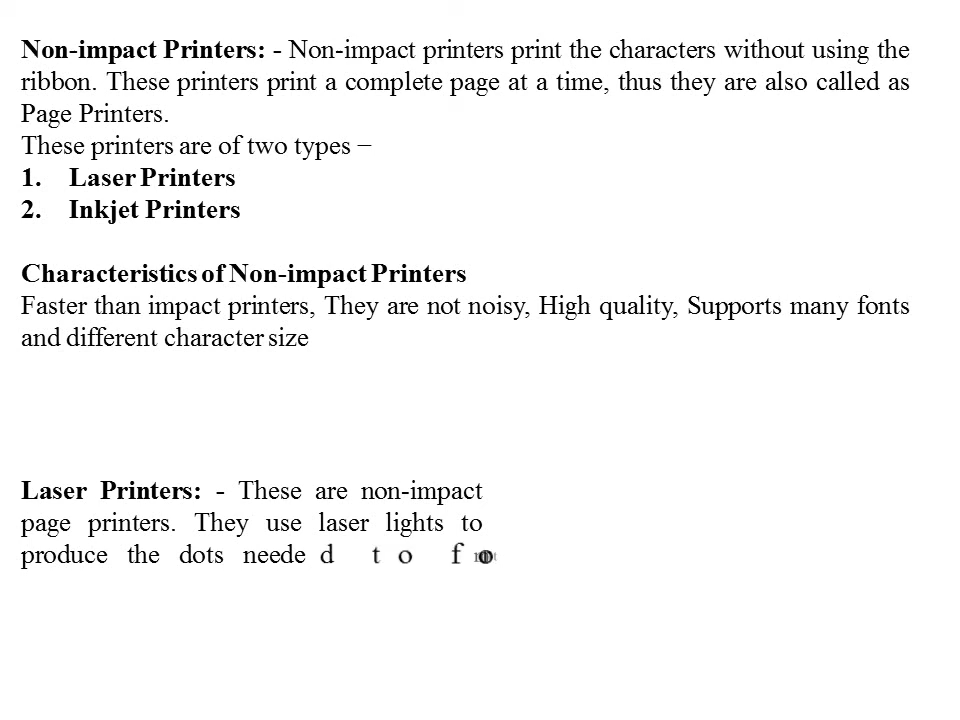 Non-impact Printers: - Non-impact printers print the characters without using the
ribbon. These printers print a complete page at a time, thus they are also called as
Page Printers.
These printers are of two types −
1. Laser Printers
2. Inkjet Printers
Characteristics of Non-impact Printers
Faster than impact printers, They are not noisy, High quality, Supports many fonts
and different character size
Laser Printers: - These are non-impact
page printers. They use laser lights to
produce the dots needed to